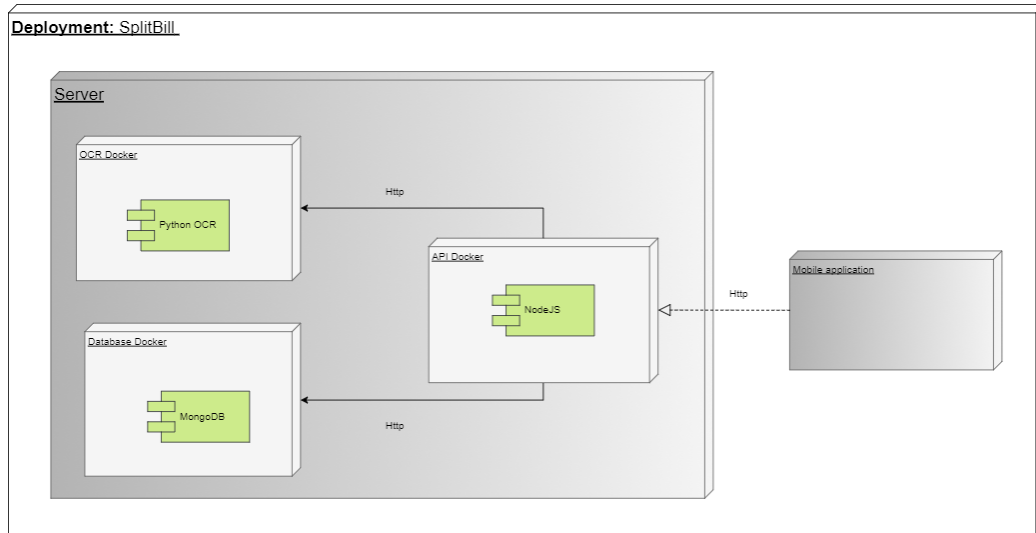 Deployment: SplitBill
Server
OCR Docker
Python OCR
Http
API Docker
NodeJS
Http
Mobile application
Database Docker
MongoDB
Http